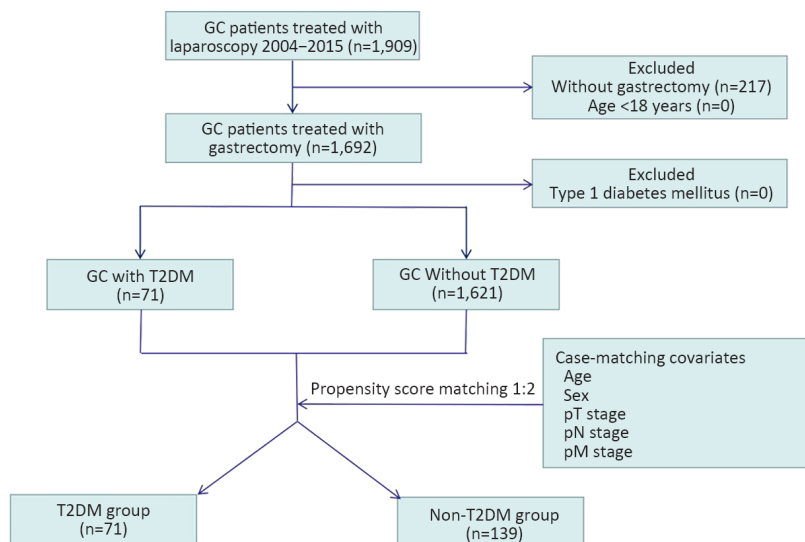 GC patients treated with
laparoscopy 2004–2015 (n=1,909)
Excluded
Without gastrectomy (n=217)
Age <18 years (n=0)
GC patients treated with
gastrectomy (n=1,692)
Excluded
Type 1 diabetes mellitus (n=0)
GC with T2DM
(n=71)
GC Without T2DM
(n=1,621)
Case-matching covariates
Age
Sex
pT stage
pN stage
pM stage
Propensity score matching 1:2
T2DM group
(n=71)
Non-T2DM group
(n=139)